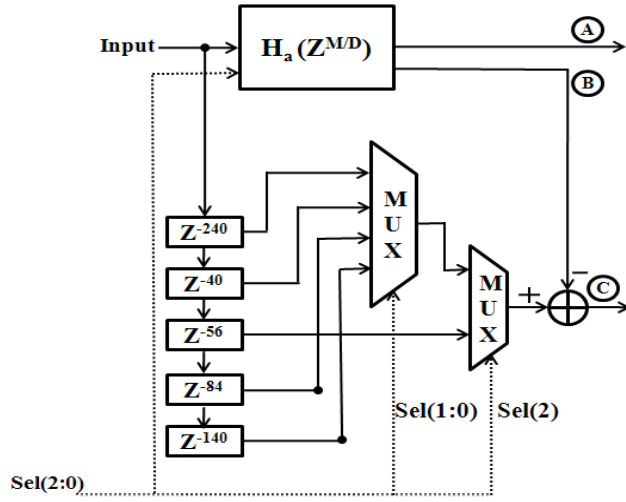 A
Input
Hₐ(Z^M/D)
B
M
U
X
Z^-240
Z^-40
M
U
X
−
+
C
Z^-56
Z^-84
Sel(1:0)
Sel(2)
Z^-140
Sel(2:0)